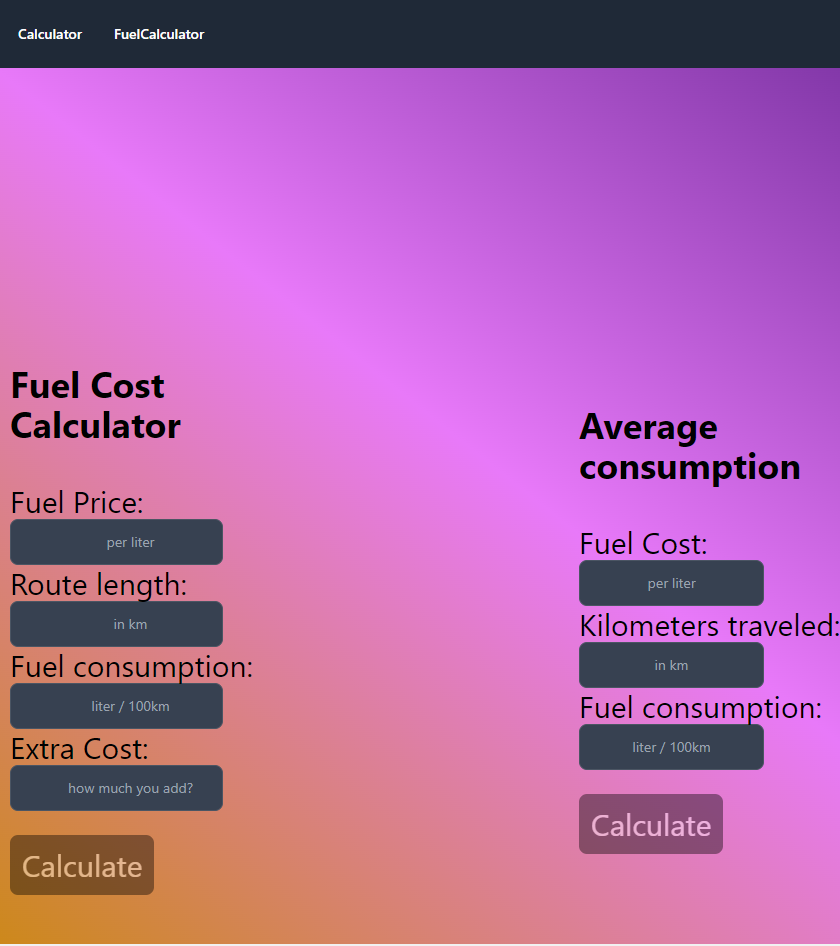 Calculator FuelCalculator
Fuel Cost
Calculator
Fuel Price:
per liter
Route length:
in km
Fuel consumption:
liter / 100km
Extra Cost:
how much you add?
Calculate
Average
consumption
Fuel Cost:
per liter
Kilometers traveled:
in km
Fuel consumption:
liter / 100km
Calculate